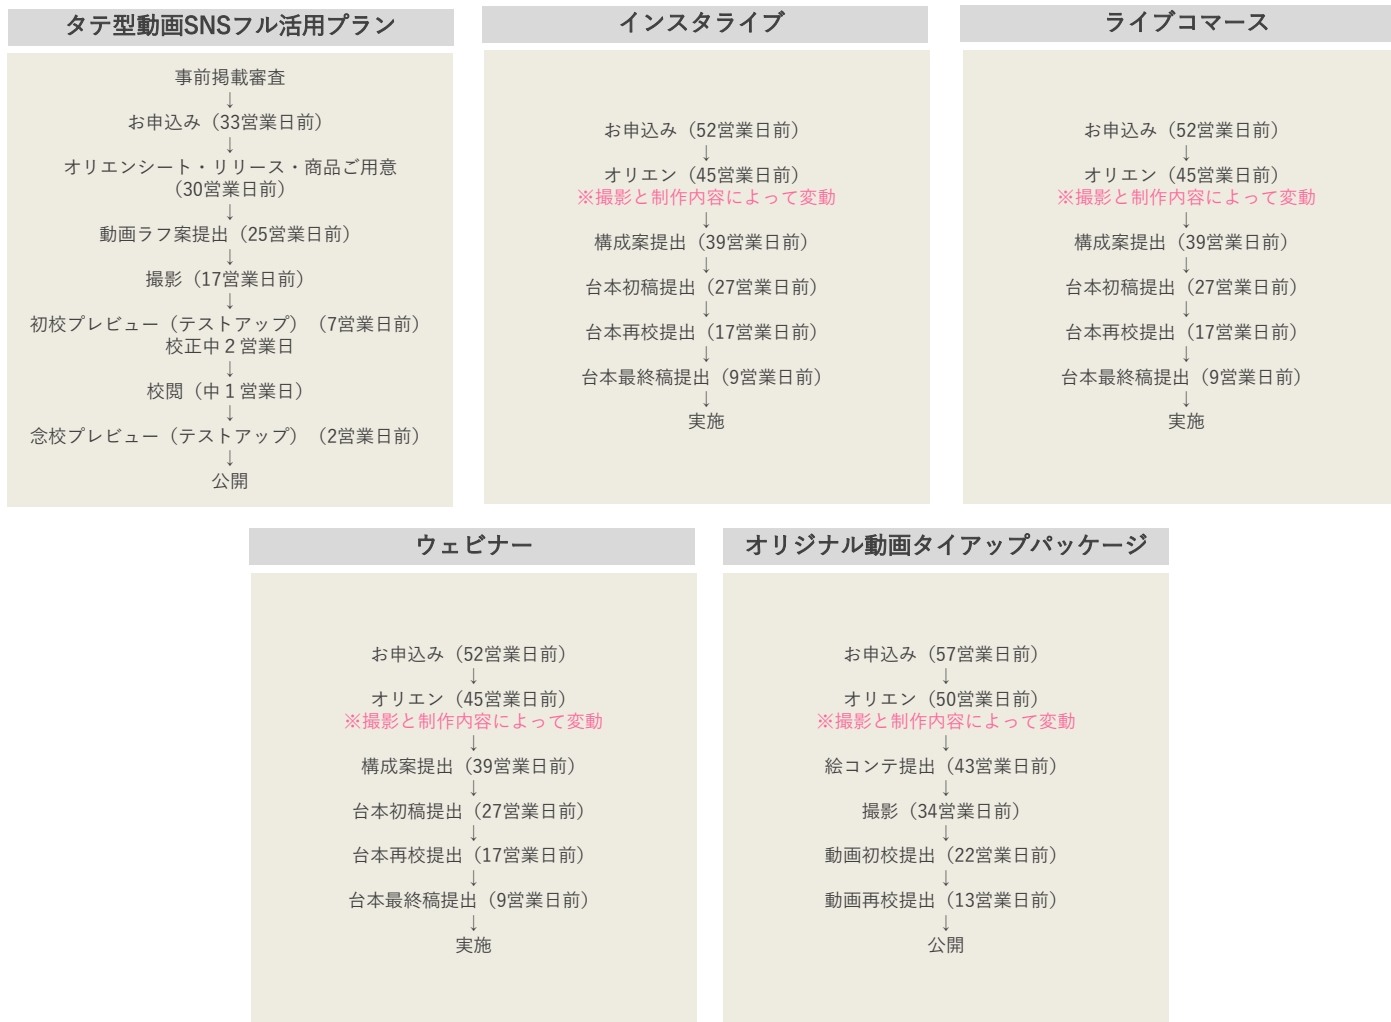 タテ型動画SNSフル活用プラン
事前掲載審査
↓
お申込み（33営業日前）
↓
オリエンシート・リリース・商品ご用意
（30営業日前）
↓
動画ラフ案提出（25営業日前）
↓
撮影（17営業日前）
↓
初校プレビュー（テストアップ）（7営業日前）
校正中２営業日
↓
校閲（中１営業日）
↓
念校プレビュー（テストアップ）（2営業日前）
↓
公開
インスタライブ
お申込み（52営業日前）
↓
オリエン（45営業日前）
※撮影と制作内容によって変動
↓
構成案提出（39営業日前）
↓
台本初稿提出（27営業日前）
↓
台本再校提出（17営業日前）
↓
台本最終稿提出（9営業日前）
↓
実施
ライブコマース
お申込み（52営業日前）
↓
オリエン（45営業日前）
※撮影と制作内容によって変動
↓
構成案提出（39営業日前）
↓
台本初稿提出（27営業日前）
↓
台本再校提出（17営業日前）
↓
台本最終稿提出（9営業日前）
↓
実施
ウェビナー
お申込み（52営業日前）
↓
オリエン（45営業日前）
※撮影と制作内容によって変動
↓
構成案提出（39営業日前）
↓
台本初稿提出（27営業日前）
↓
台本再校提出（17営業日前）
↓
台本最終稿提出（9営業日前）
↓
実施
オリジナル動画タイアップパッケージ
お申込み（57営業日前）
↓
オリエン（50営業日前）
※撮影と制作内容によって変動
↓
絵コンテ提出（43営業日前）
↓
撮影（34営業日前）
↓
動画初校提出（22営業日前）
↓
動画再校提出（13営業日前）
↓
公開